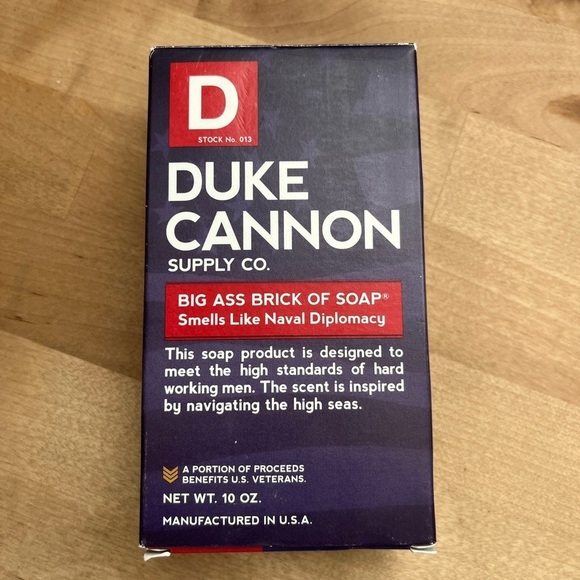 D
STOCK No. 013
DUKE
CANNON
SUPPLY CO.
BIG ASS BRICK OF SOAP®
Smells Like Naval Diplomacy
This soap product is designed to
meet the high standards of hard
working men. The scent is inspired
by navigating the high seas.
A PORTION OF PROCEEDS
BENEFITS U.S. VETERANS.
NET WT. 10 OZ.
MANUFACTURED IN U.S.A.